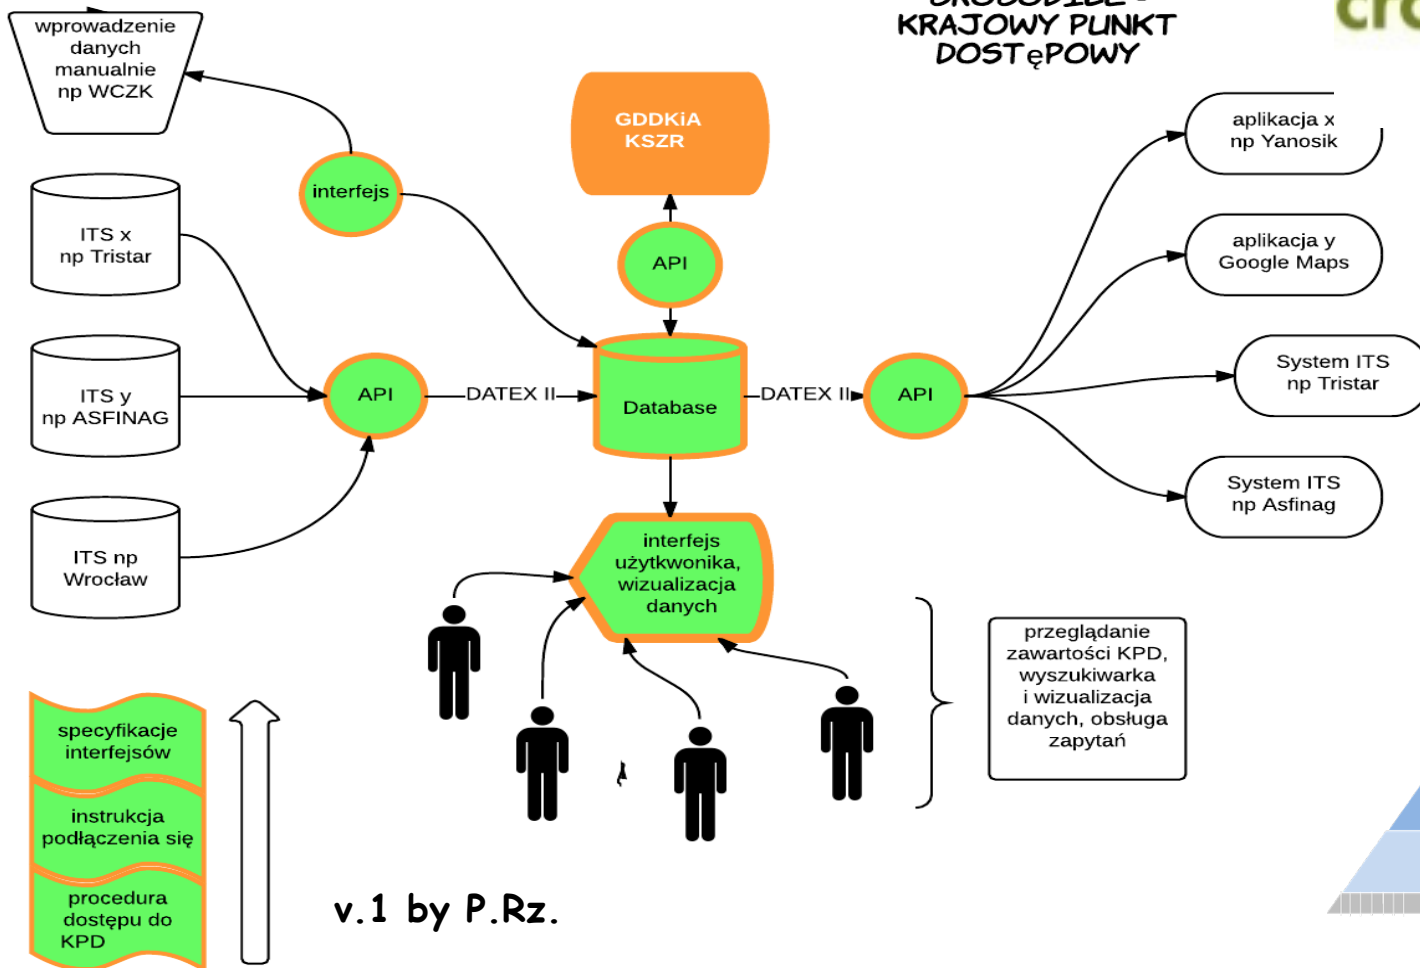 KRAJOWY PUNKT
DOSTęPOWY
wprowadzenie
danych
manualnie
np WCZK
interfejs
GDDKiA
KSZR
API
aplikacja x
np Yanosik
ITS x
np Tristar
aplikacja y
Google Maps
ITS y
np ASFINAG
API
DATEX II
Database
DATEX II
API
System ITS
np Tristar
System ITS
np Asfinag
ITS np
Wrocław
interfejs
użytkwonika,
wizualizacja
danych
przeglądanie
zawartości KPD,
wyszukiwarka
i wizualizacja
danych, obsługa
zapytań
specyfikacje
interfejsów
instrukcja
podłączenia się
procedura
dostępu do
KPD
v.1 by P.Rz.